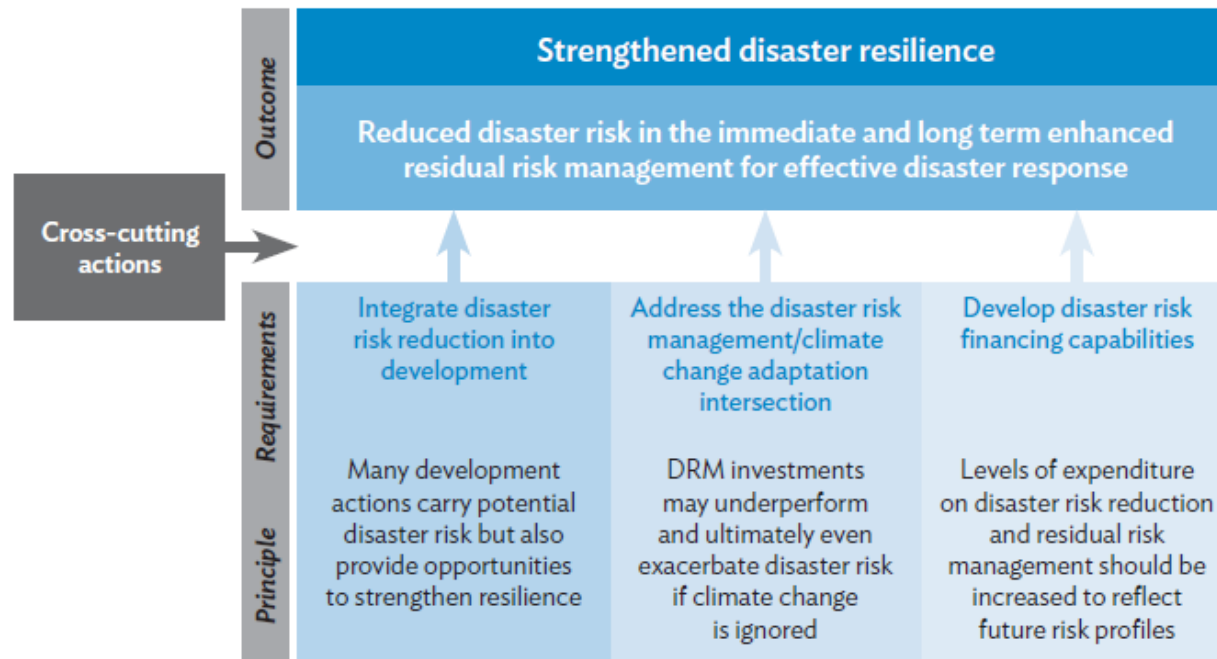 Outcome
Strengthened disaster resilience
Reduced disaster risk in the immediate and long term enhanced
residual risk management for effective disaster response
Cross-cutting
actions
Requirements
Integrate disaster
risk reduction into
development
Address the disaster risk
management/climate
change adaptation
intersection
Develop disaster risk
financing capabilities
Principle
Many development
actions carry potential
disaster risk but also
provide opportunities
to strengthen resilience
DRM investments
may underperform
and ultimately even
exacerbate disaster risk
if climate change
is ignored
Levels of expenditure
on disaster risk reduction
and residual risk
management should be
increased to reflect
future risk profiles